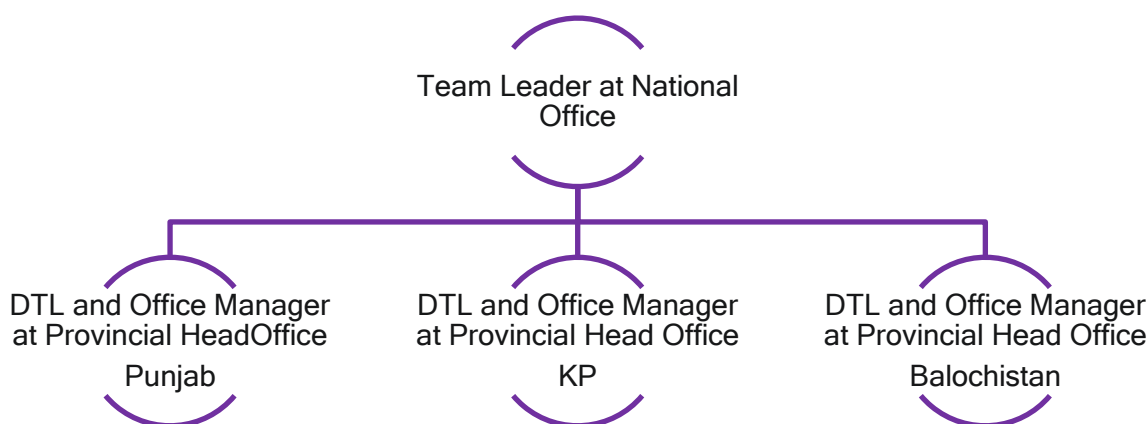 Team Leader at National
Office
DTL and Office Manager
at Provincial HeadOffice
Punjab
DTL and Office Manager
at Provincial Head Office
KP
DTL and Office Manager
at Provincial Head Office
Balochistan